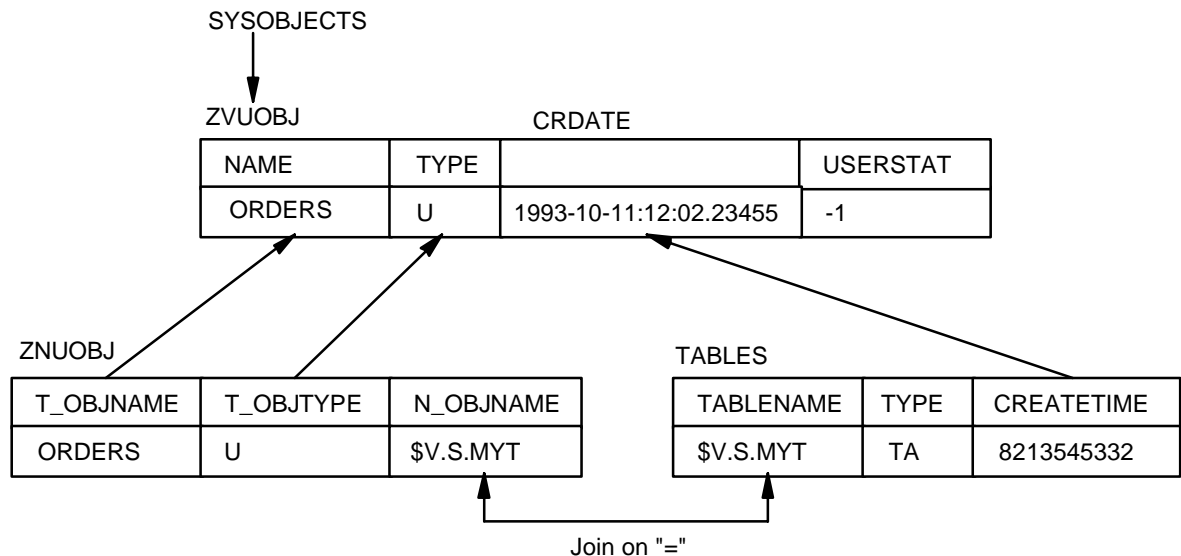 SYSOBJECTS
ZVUOBJ CRDATE
NAME TYPE USERSTAT
ORDERS U 1993-10-11:12:02.23455 -1
ZNUOBJ TABLES
T_OBJNAME T_OBJTYPE N_OBJNAME TABLENAME TYPE CREATETIME
ORDERS U $V.S.MYT $V.S.MYT TA 8213545332
Join on "="